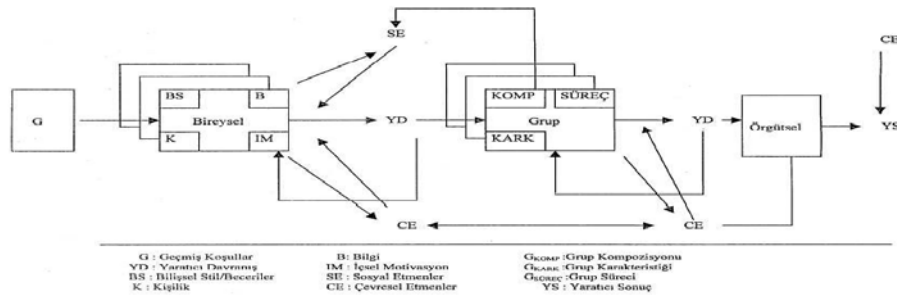 SE
CE
BS B
KOMP SÜREÇ
G
Bireysel
YD
Grup
YD
Örgütsel
YS
K IM
KARK
CE
CE
G : Geçmiş Koşullar
YD : Yaratıcı Davranış
BS : Bilişsel Stil/Beceriler
K : Kişilik
B: Bilgi
IM : İçsel Motivasyon
SE : Sosyal Etmenler
CE : Çevresel Etmenler
GKOMP :Grup Kompozisyonu
GKARK :Grup Karakteristiği
GSÜREÇ :Grup Süreci
YS : Yaratıcı Sonuç